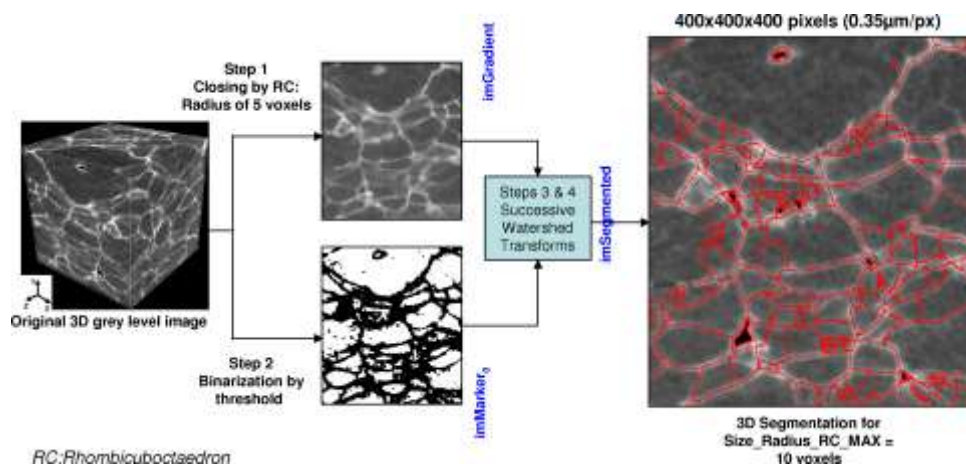 400x400x400 pixels (0.35µm/px)
Step 1
Closing by RC:
Radius of 5 voxels
imGradient
Steps 3 & 4
Successive
Watershed
Transforms
imSegmented
Original 3D grey level image
Step 2
Binarization by
threshold
imMarker₀
3D Segmentation for
Size_Radius_RC_MAX =
10 voxels
RC:Rhombicuboctaedron